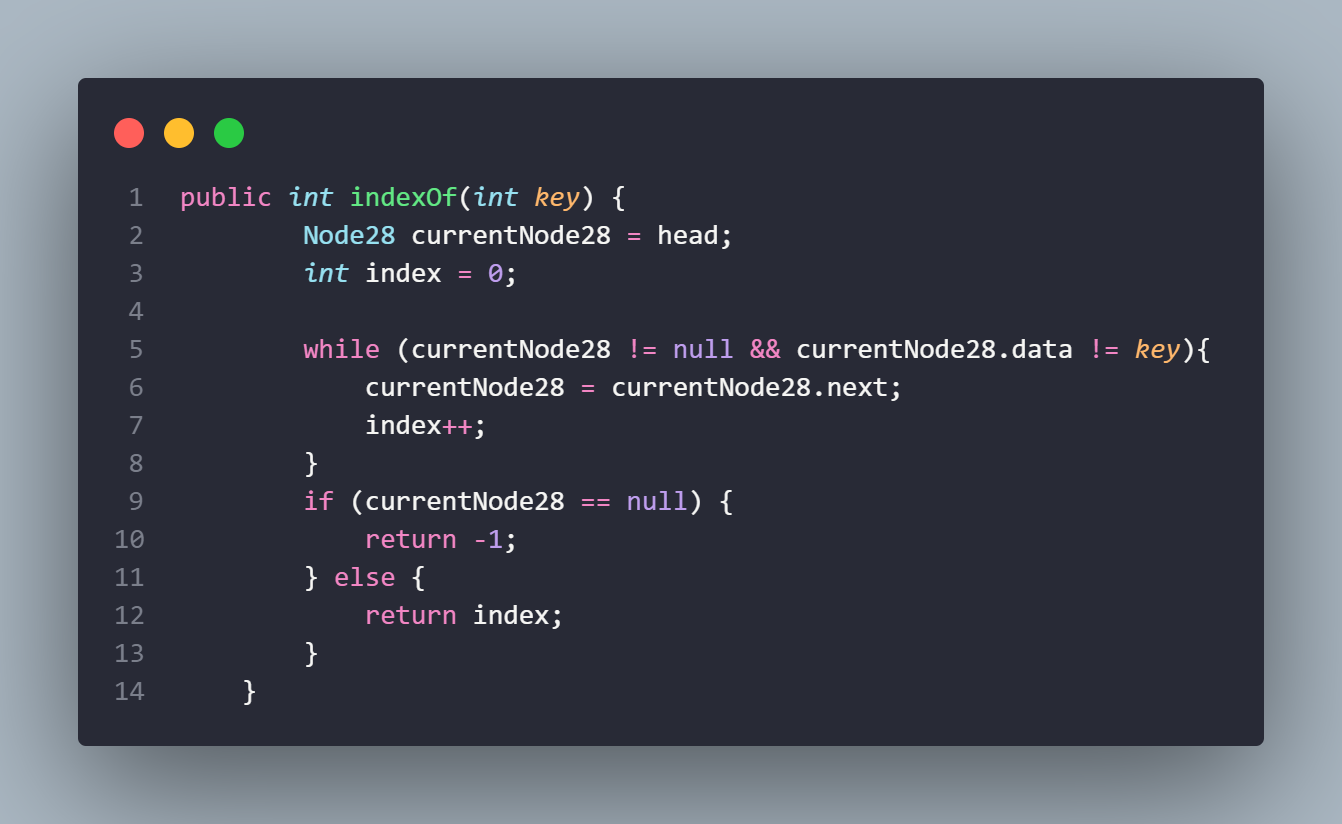 1 public int indexOf(int key) {
2         Node28 currentNode28 = head;
3         int index = 0;
4
5         while (currentNode28 != null && currentNode28.data != key){
6             currentNode28 = currentNode28.next;
7             index++;
8         }
9         if (currentNode28 == null) {
10             return -1;
11         } else {
12             return index;
13         }
14     }